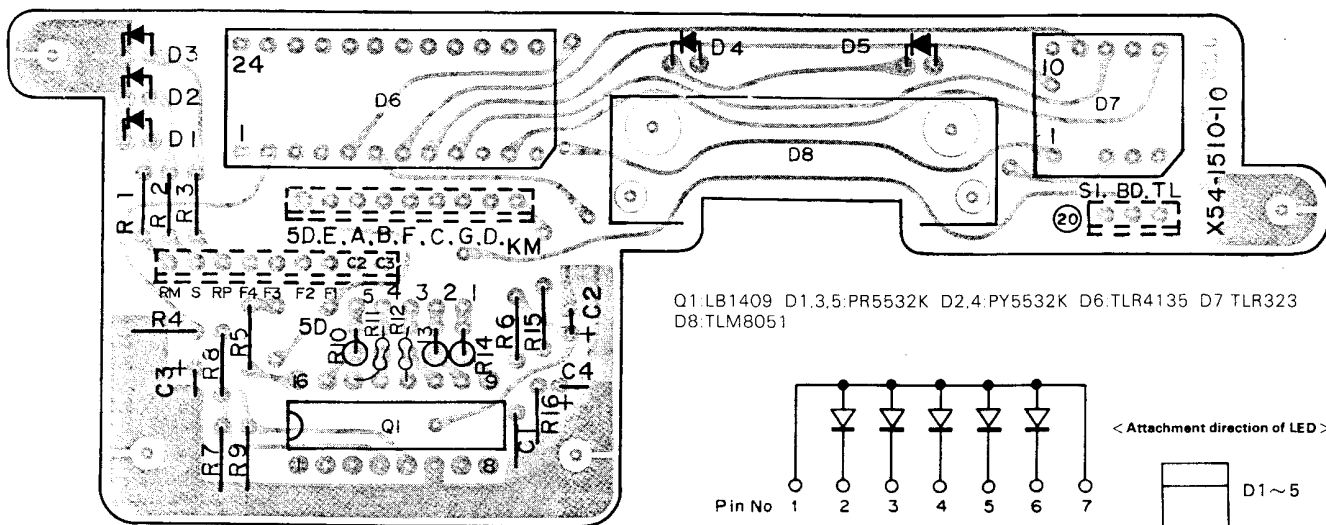 D3
D2
D1
24
1
D6
D4
D5
10
1
D7
D8
X54-1510-10
R1
R2
R3
5D.E.A.B.F.C.G.D.
KM
S1. BD. TL
20
C2 C3
RM S RP F4 F3 F2 F1 5 4 3 2 1
5D
R4
R5
R8
C3
+
R10
R11
R12
13
R14
R6
R15
C2
+
C4
+
R16
C1
16
9
Q1
1
8
R7
R9
Q1:LB1409 D1,3,5:PR5532K D2,4:PY5532K D6:TLR4135 D7 TLR323
D8:TLM8051
Pin No 1 2 3 4 5 6 7
< Attachment direction of LED >
D1~5